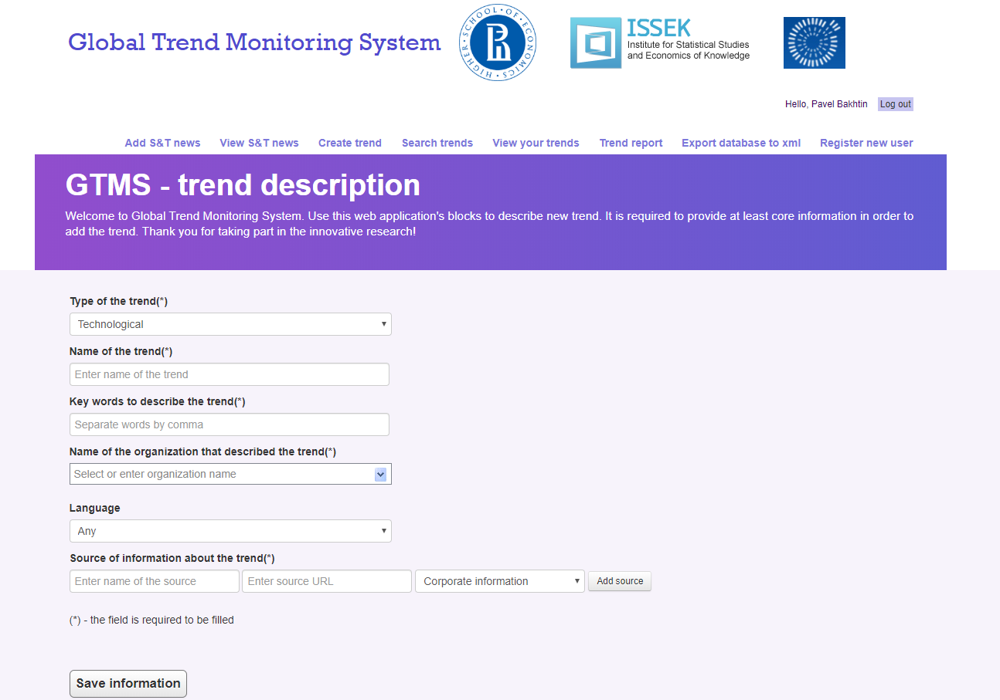 Global Trend Monitoring System
HIGHER · SCHOOL · OF · ECONOMICS ·
ISSEK
Institute for Statistical Studies
and Economics of Knowledge
Hello, Pavel Bakhtin Log out
Add S&T news View S&T news Create trend Search trends View your trends Trend report Export database to xml Register new user
GTMS - trend description
Welcome to Global Trend Monitoring System. Use this web application's blocks to describe new trend. It is required to provide at least core information in order to
add the trend. Thank you for taking part in the innovative research!
Type of the trend(*)
Technological
Name of the trend(*)
Enter name of the trend
Key words to describe the trend(*)
Separate words by comma
Name of the organization that described the trend(*)
Select or enter organization name
Language
Any
Source of information about the trend(*)
Enter name of the source Enter source URL Corporate information Add source
(*) - the field is required to be filled
Save information